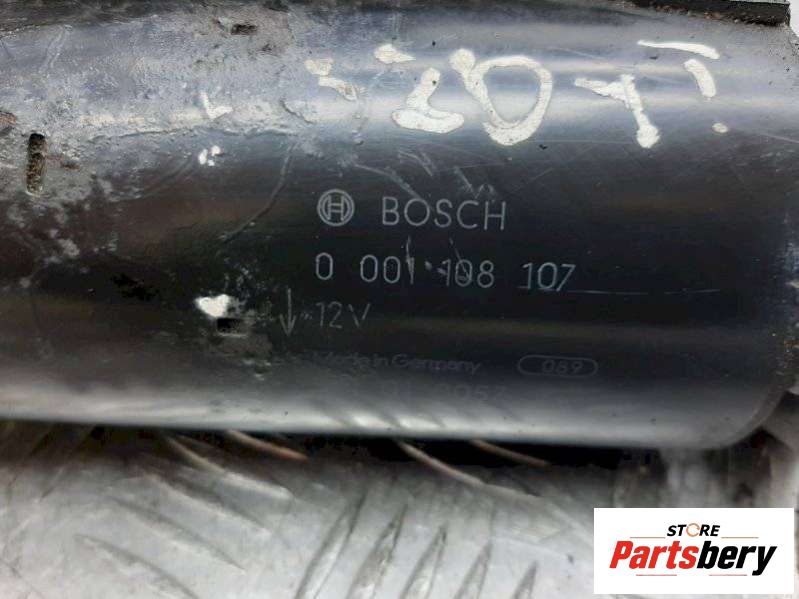 BOSCH
0 001 108 107
12V
Made in Germany
089
STORE
Partsbery